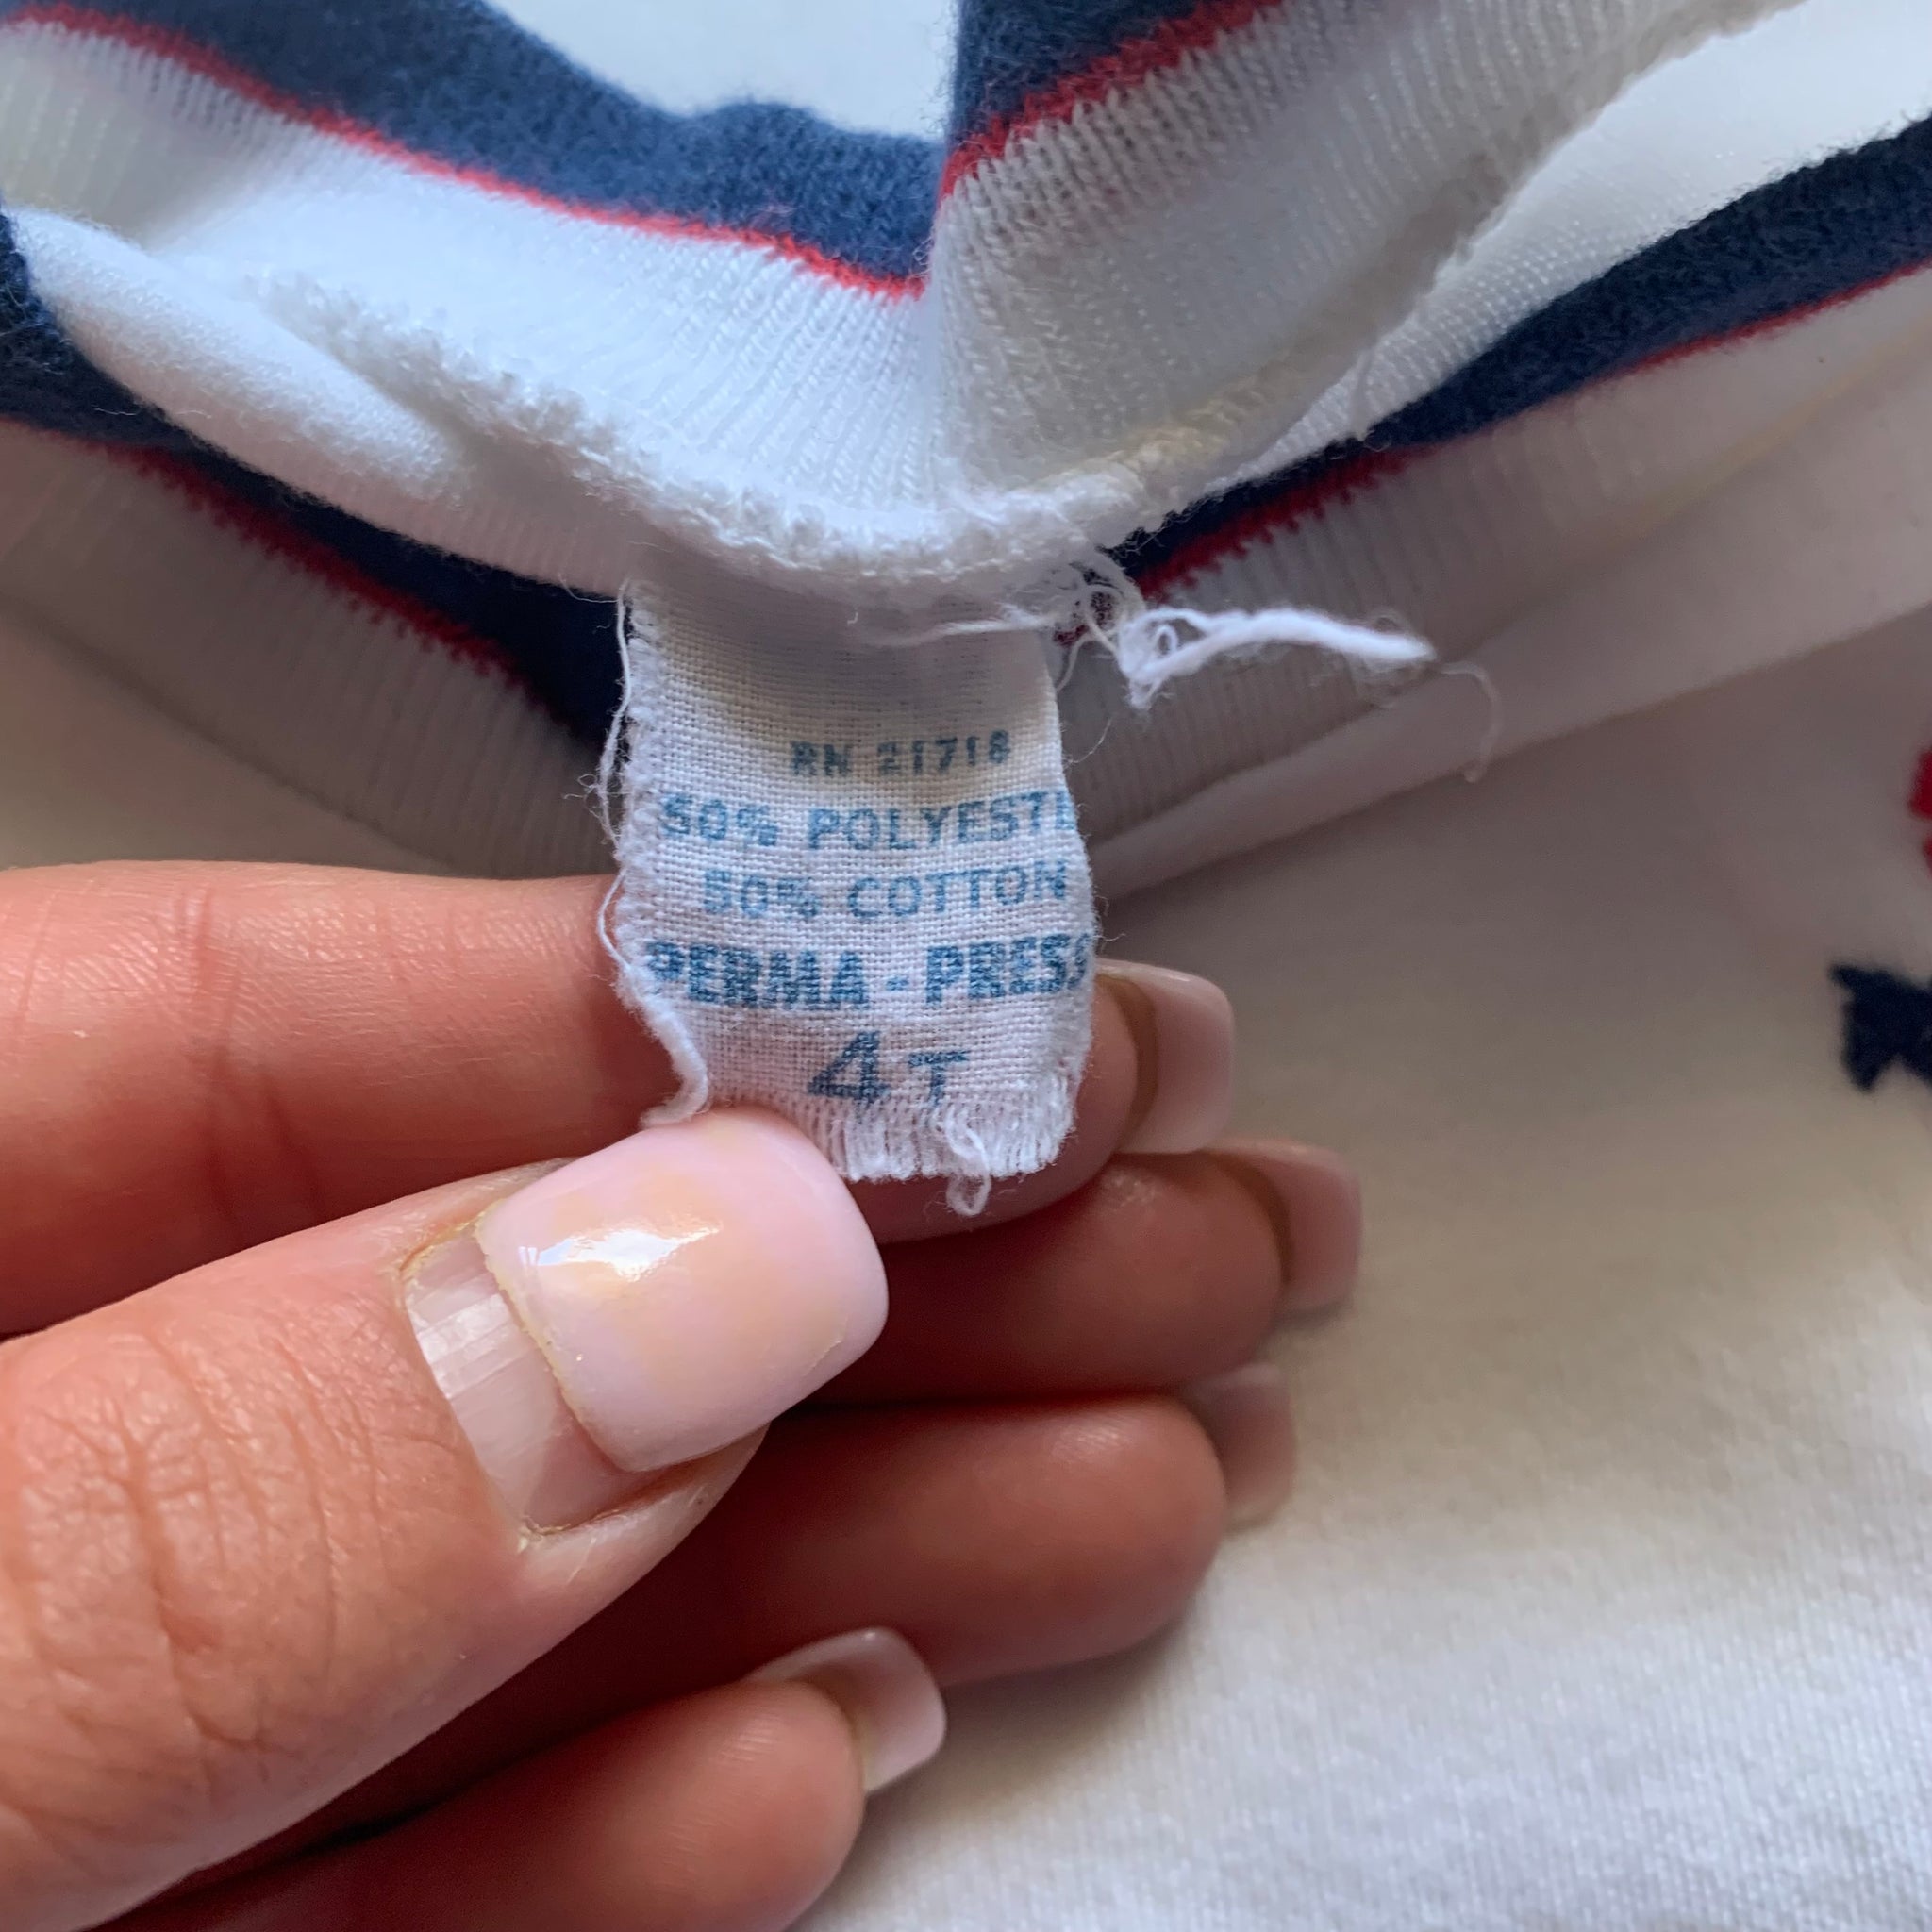 RN 21718
50% POLYESTE
50% COTTON
PERMA-PRESS
4T